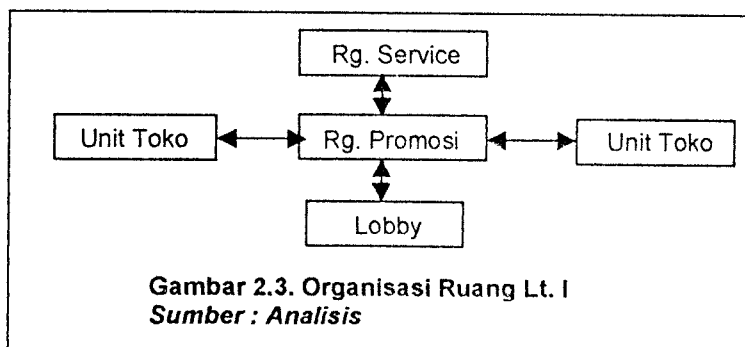 Rg. Service
Unit Toko
Rg. Promosi
Unit Toko
Lobby
Gambar 2.3. Organisasi Ruang Lt. I
Sumber : Analisis